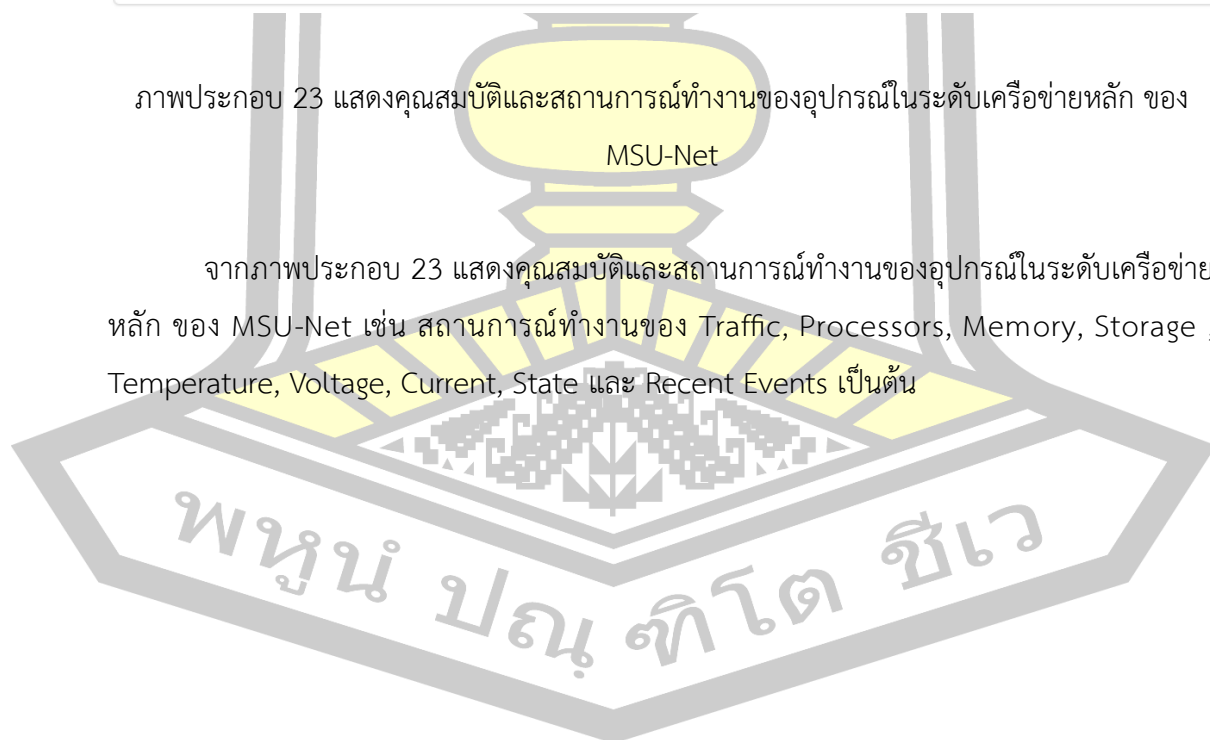 ภาพประกอบ 23 แสดงคุณสมบัติและสถานการณ์ทำงานของอุปกรณ์ในระดับเครือข่ายหลัก ของ
MSU-Net
จากภาพประกอบ 23 แสดงคุณสมบัติและสถานการณ์ทำงานของอุปกรณ์ในระดับเครือข่าย
หลัก ของ MSU-Net เช่น สถานการณ์ทำงานของ Traffic, Processors, Memory, Storage ,
Temperature, Voltage, Current, State และ Recent Events เป็นต้น
พหูนํ ปณฺฑิโต ชีเว